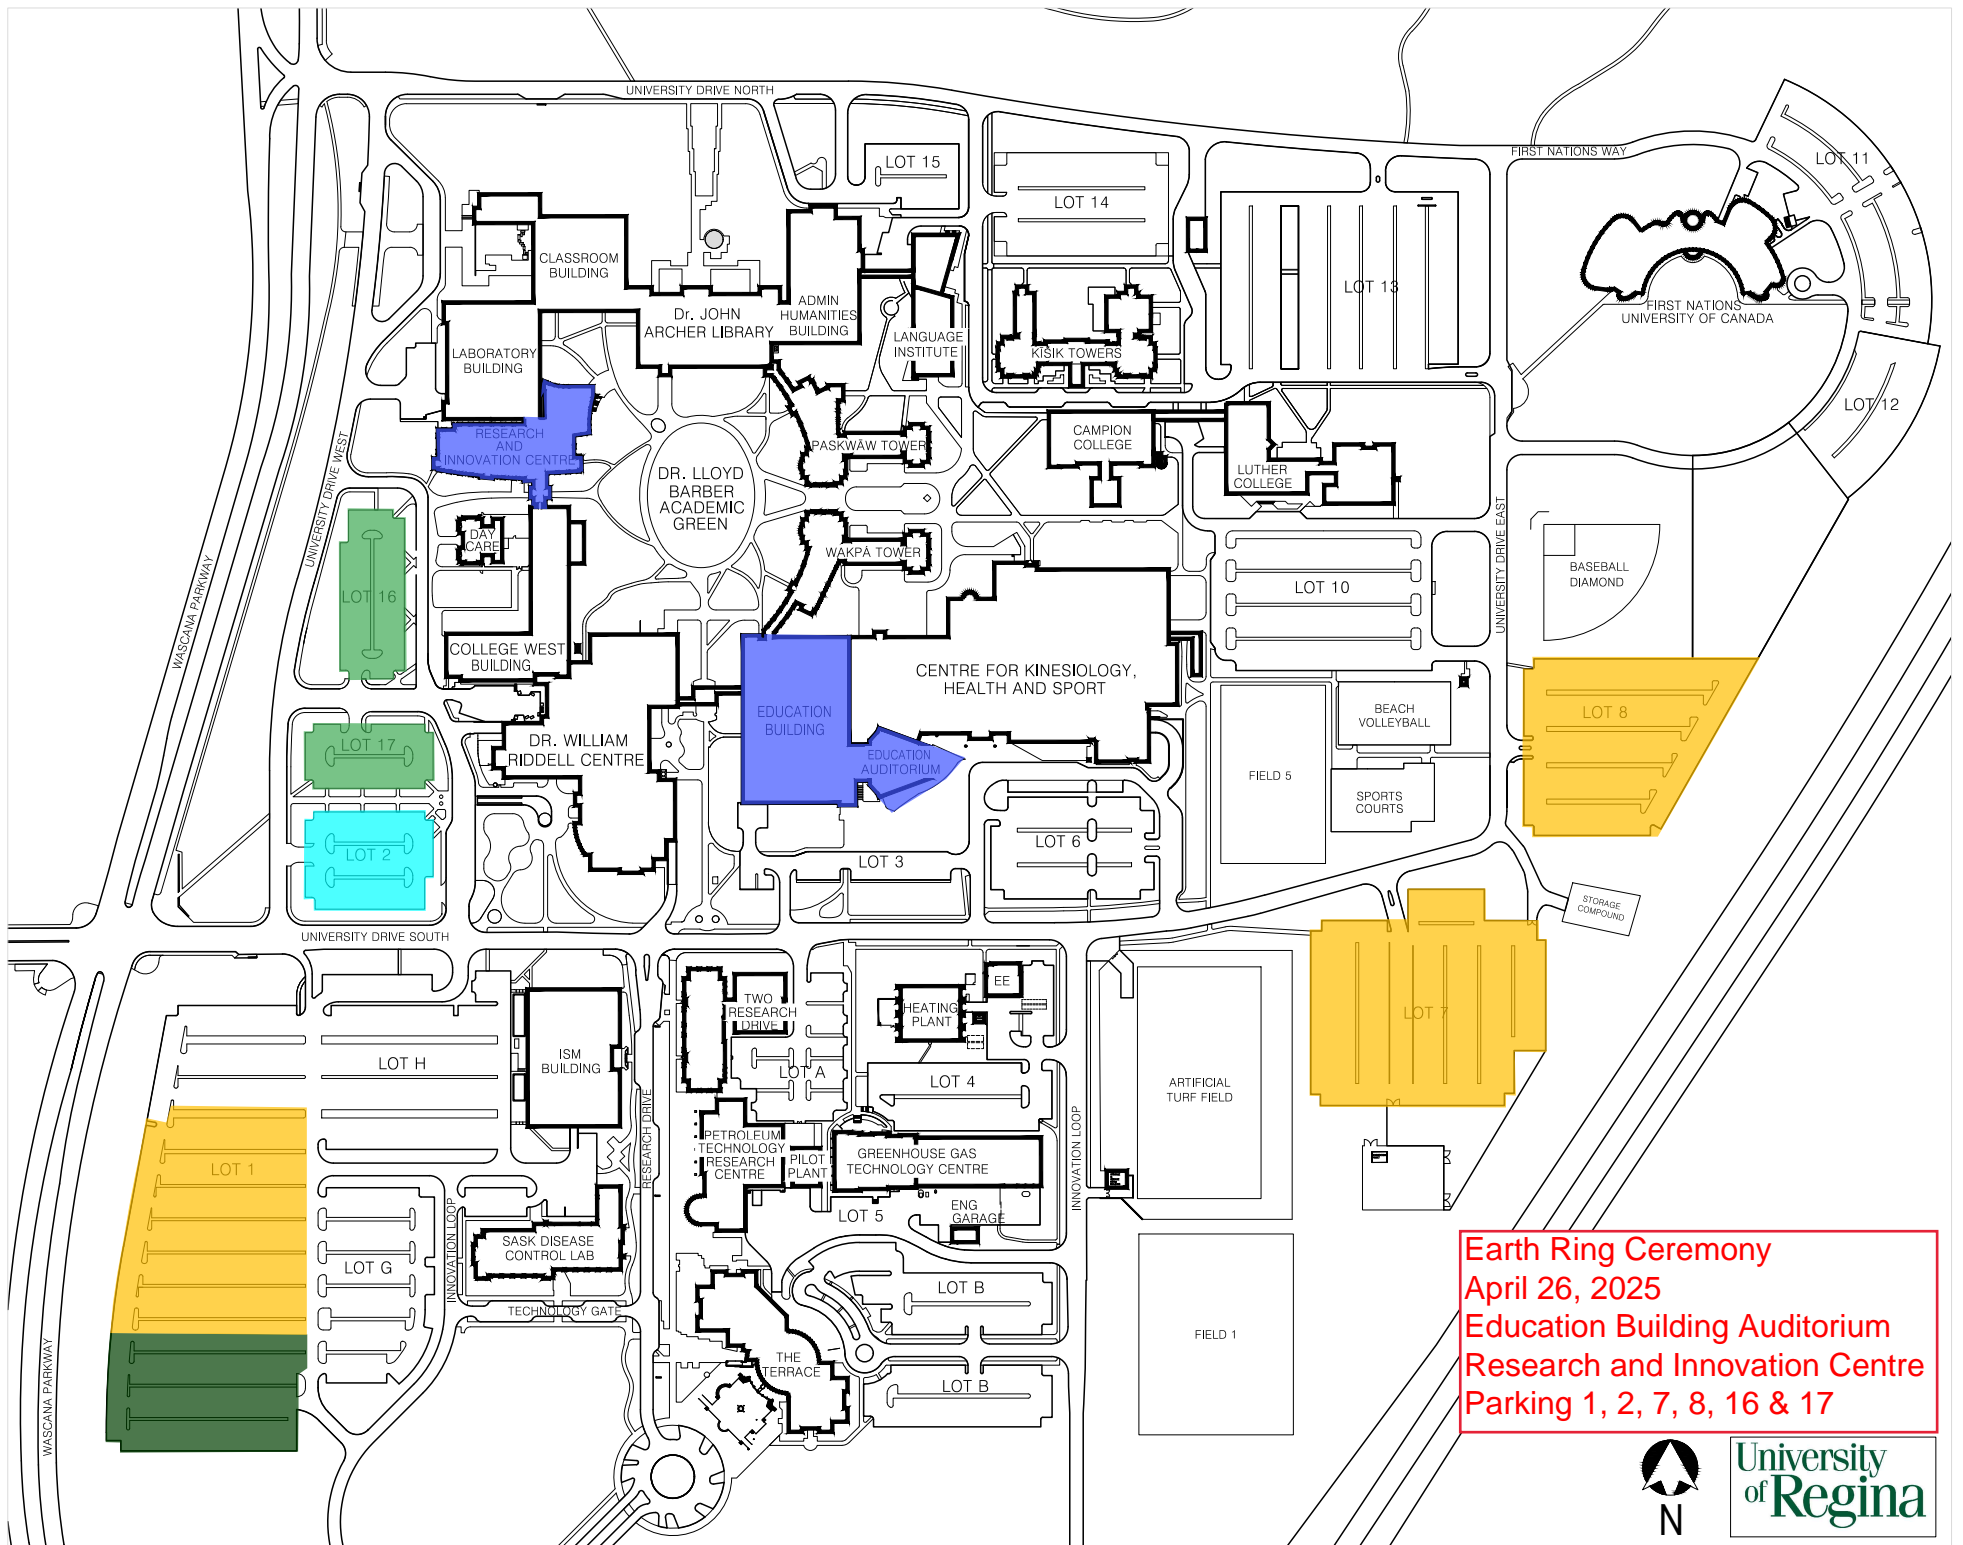 UNIVERSITY DRIVE NORTH
FIRST NATIONS WAY
LOT 11
LOT 15
LOT 14
CLASSROOM
BUILDING
LOT 13
ADMIN
HUMANITIES
BUILDING
Dr. JOHN
ARCHER LIBRARY
FIRST NATIONS
UNIVERSITY OF CANADA
LANGUAGE
INSTITUTE
KĪSIK TOWERS
LABORATORY
BUILDING
LOT 12
RESEARCH
AND
INNOVATION CENTRE
PASKWĀW TOWER
CAMPION
COLLEGE
LUTHER
COLLEGE
UNIVERSITY DRIVE WEST
DR. LLOYD
BARBER
ACADEMIC
GREEN
UNIVERSITY DRIVE EAST
DAY
CARE
WAKPÁ TOWER
BASEBALL
DIAMOND
WASCANA PARKWAY
LOT 16
LOT 10
COLLEGE WEST
BUILDING
CENTRE FOR KINESIOLOGY,
HEALTH AND SPORT
EDUCATION
BUILDING
BEACH
VOLLEYBALL
LOT 8
LOT 17
DR. WILLIAM
RIDDELL CENTRE
EDUCATION
AUDITORIUM
FIELD 5
SPORTS
COURTS
LOT 2
LOT 3
LOT 6
STORAGE
COMPOUND
UNIVERSITY DRIVE SOUTH
TWO
RESEARCH
DRIVE
HEATING
PLANT
EE
LOT 7
LOT H
ISM
BUILDING
LOT A
LOT 4
ARTIFICIAL
TURF FIELD
RESEARCH DRIVE
INNOVATION LOOP
PETROLEUM
TECHNOLOGY
RESEARCH
CENTRE
PILOT
PLANT
GREENHOUSE GAS
TECHNOLOGY CENTRE
LOT 1
LOT 5
ENG
GARAGE
INNOVATION LOOP
SASK DISEASE
CONTROL LAB
LOT G
TECHNOLOGY GATE
LOT B
FIELD 1
THE
TERRACE
LOT B
WASCANA PARKWAY
Earth Ring Ceremony
April 26, 2025
Education Building Auditorium
Research and Innovation Centre
Parking 1, 2, 7, 8, 16 & 17
N
University
of Regina